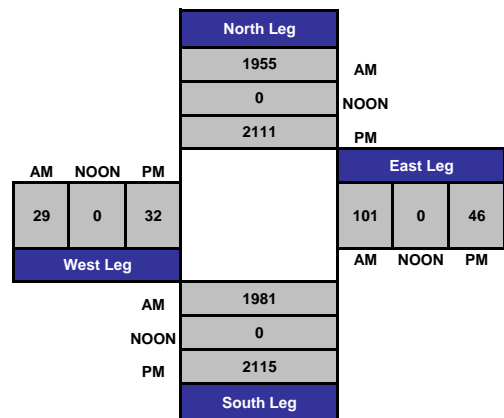 North Leg
1955 AM
0 NOON
2111 PM
AM NOON PM
East Leg
29 0 32
101 0 46
West Leg
AM NOON PM
AM 1981
NOON 0
PM 2115
South Leg